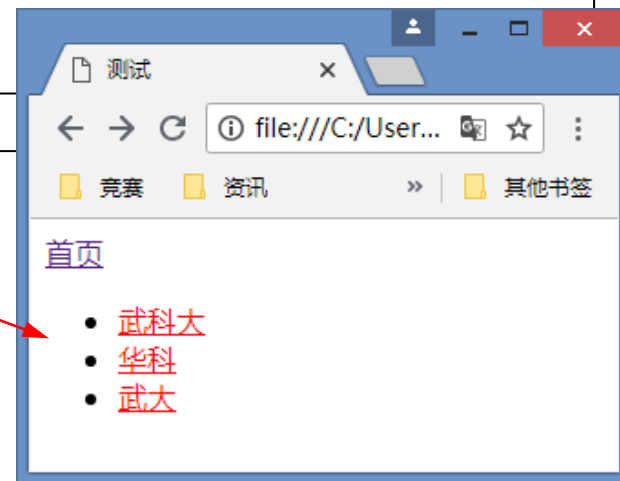 测试
file:///C:/User...
竞赛 资讯 » 其他书签
首页
武科大
华科
武大